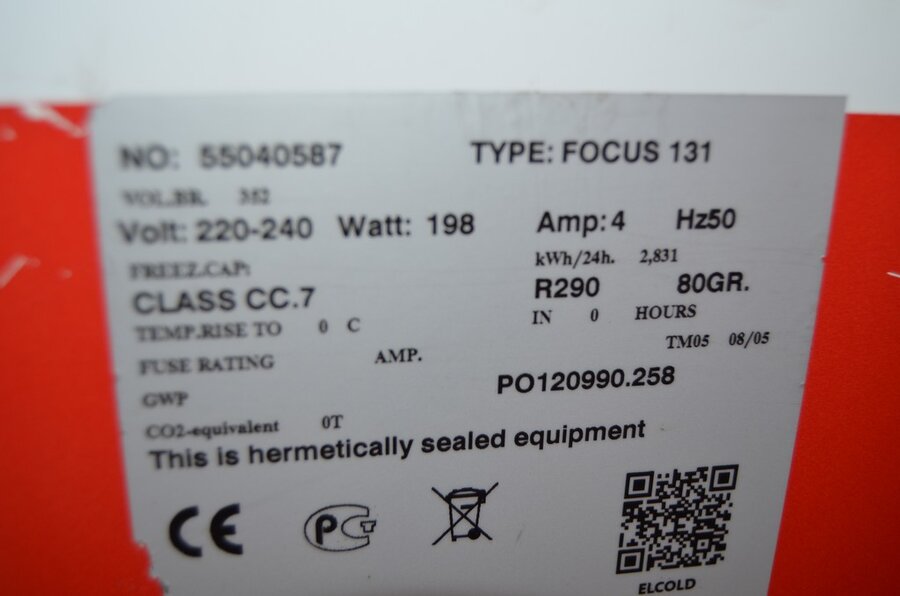 NO: 55040587 TYPE: FOCUS 131
VOL.BR. 352
Volt: 220-240 Watt: 198 Amp: 4 Hz50
FREEZ.CAP: kWh/24h. 2,831
CLASS CC.7 R290 80GR.
TEMP.RISE TO 0 C IN 0 HOURS
FUSE RATING AMP. TM05 08/05
GWP PO120990.258
CO2-equivalent 0T
This is hermetically sealed equipment
CE PCT
ELCOLD